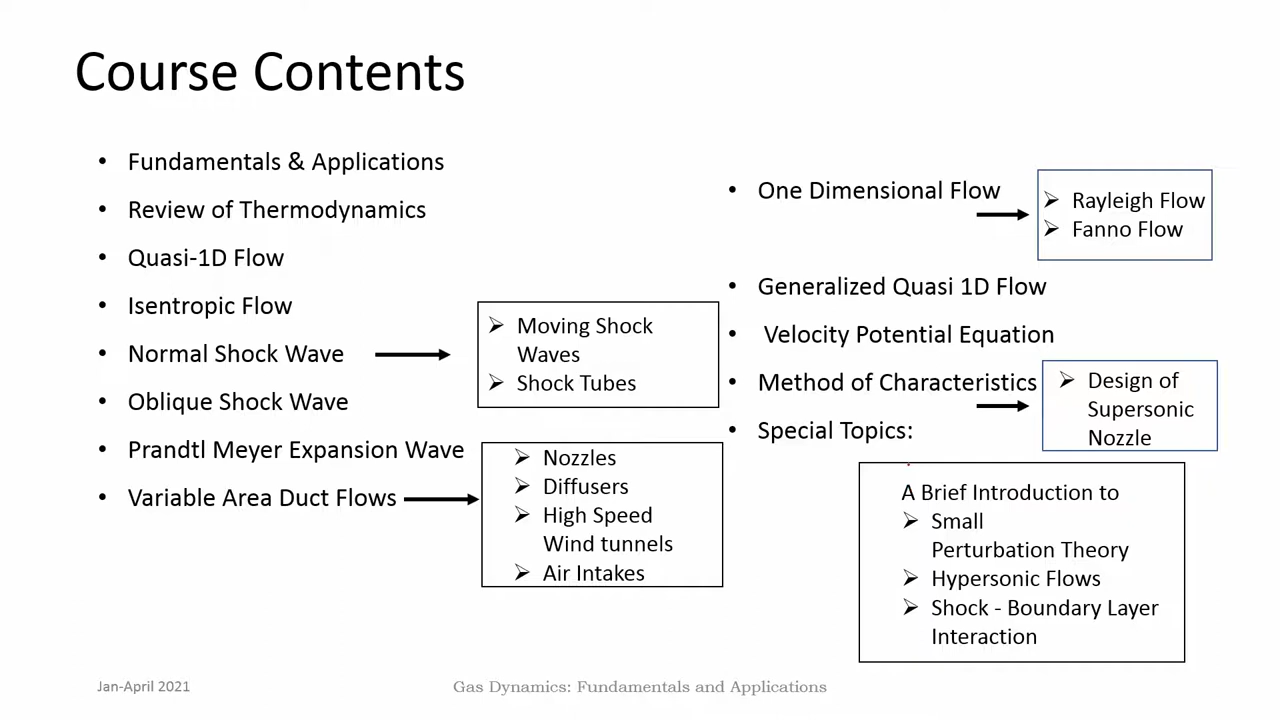 Course Contents
• Fundamentals & Applications
• Review of Thermodynamics
• Quasi-1D Flow
• Isentropic Flow
• Normal Shock Wave
➢ Moving Shock
Waves
➢ Shock Tubes
• Oblique Shock Wave
• Prandtl Meyer Expansion Wave
• Variable Area Duct Flows
➢ Nozzles
➢ Diffusers
➢ High Speed
Wind tunnels
➢ Air Intakes
• One Dimensional Flow
➢ Rayleigh Flow
➢ Fanno Flow
• Generalized Quasi 1D Flow
• Velocity Potential Equation
• Method of Characteristics
➢ Design of
Supersonic
Nozzle
• Special Topics:
A Brief Introduction to
➢ Small
Perturbation Theory
➢ Hypersonic Flows
➢ Shock - Boundary Layer
Interaction
Jan-April 2021
Gas Dynamics: Fundamentals and Applications